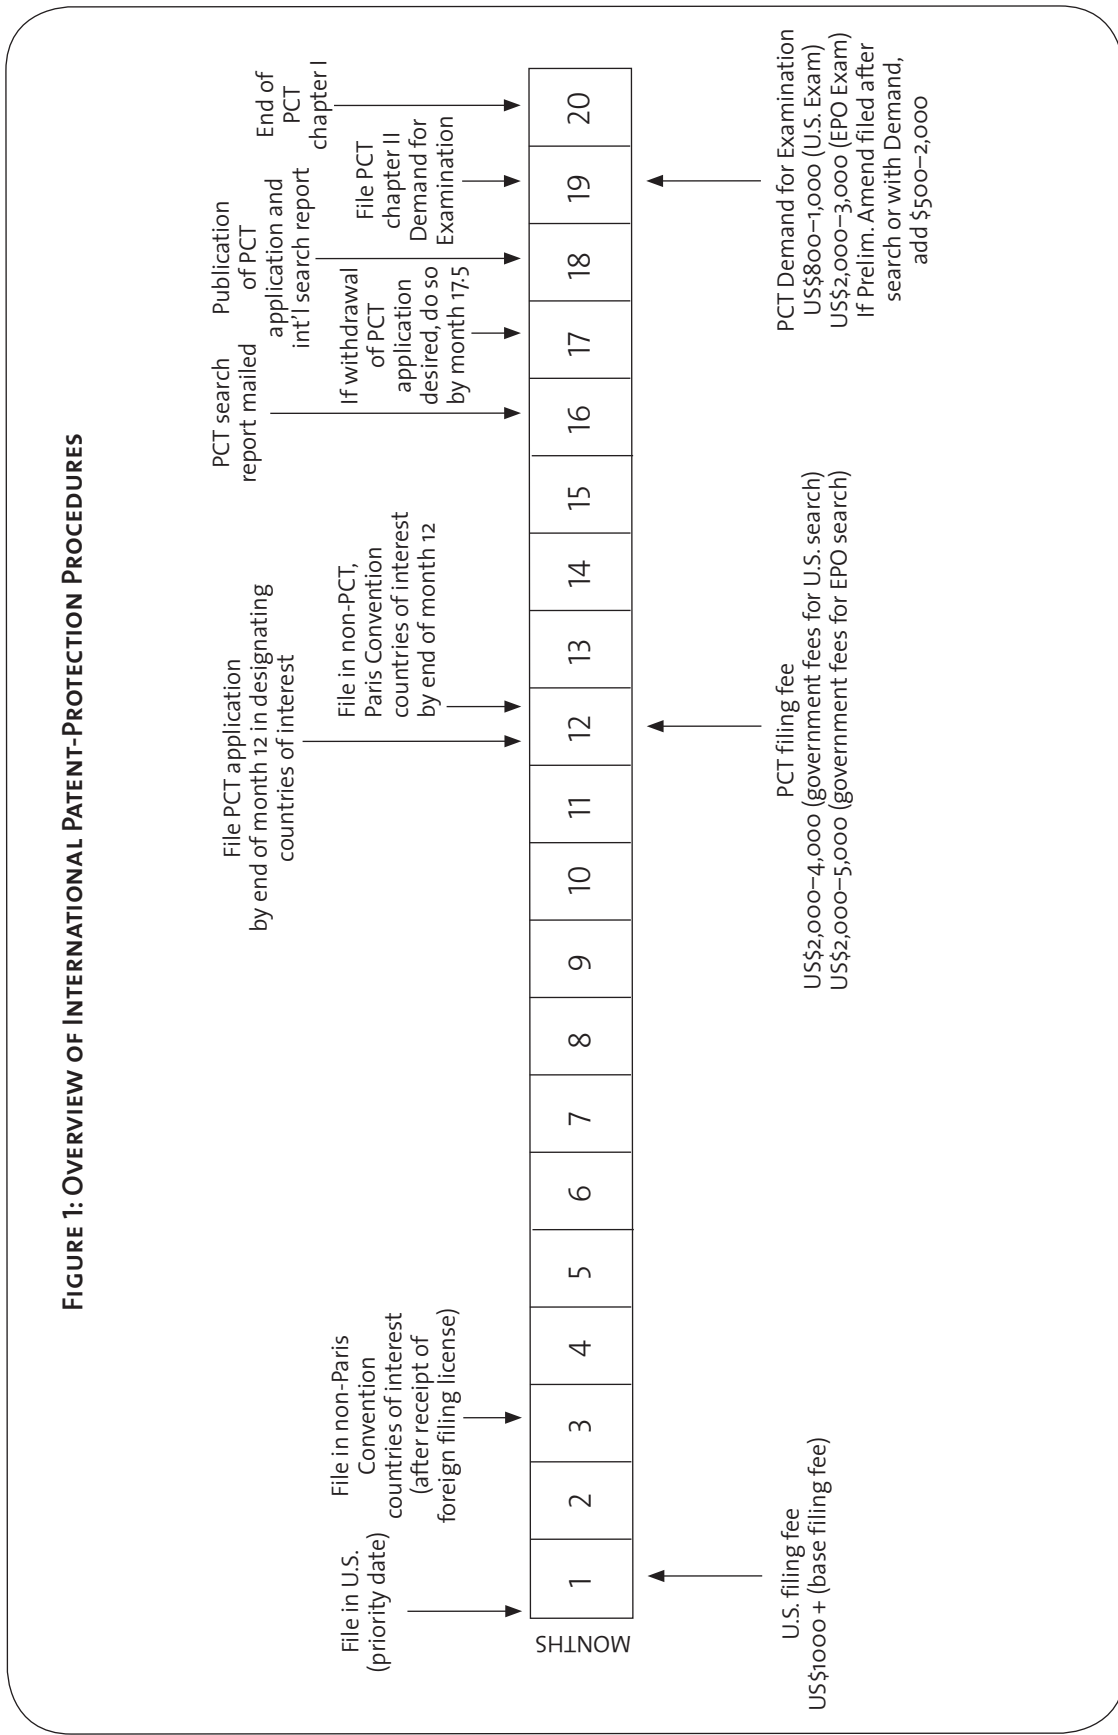 FIGURE 1: OVERVIEW OF INTERNATIONAL PATENT-PROTECTION PROCEDURES
File in U.S.
(priority date)
File in non-Paris
Convention
countries of interest
(after receipt of
foreign filing license)
File PCT application
by end of month 12 in designating
countries of interest
File in non-PCT,
Paris Convention
countries of interest
by end of month 12
PCT search
report mailed
If withdrawal
of PCT
application
desired, do so
by month 17.5
Publication
of PCT
application and
int'l search report
File PCT
chapter II
Demand for
Examination
End of
PCT
chapter I
MONTHS
1 2 3 4 5 6 7 8 9 10 11 12 13 14 15 16 17 18 19 20
U.S. filing fee
US$1000 + (base filing fee)
PCT filing fee
US$2,000–4,000 (government fees for U.S. search)
US$2,000–5,000 (government fees for EPO search)
PCT Demand for Examination
US$800–1,000 (U.S. Exam)
US$2,000–3,000 (EPO Exam)
If Prelim. Amend filed after
search or with Demand,
add $500–2,000